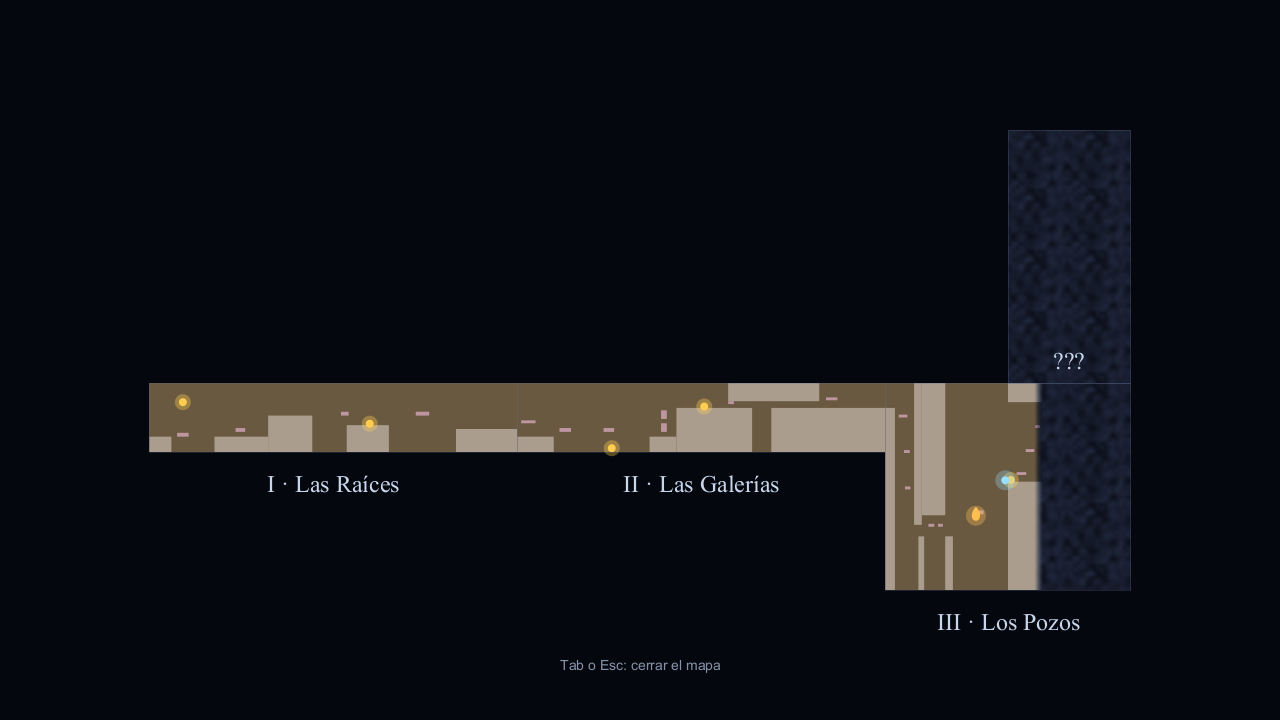 ???
I · Las Raíces
II · Las Galerías
III · Los Pozos
Tab o Esc: cerrar el mapa